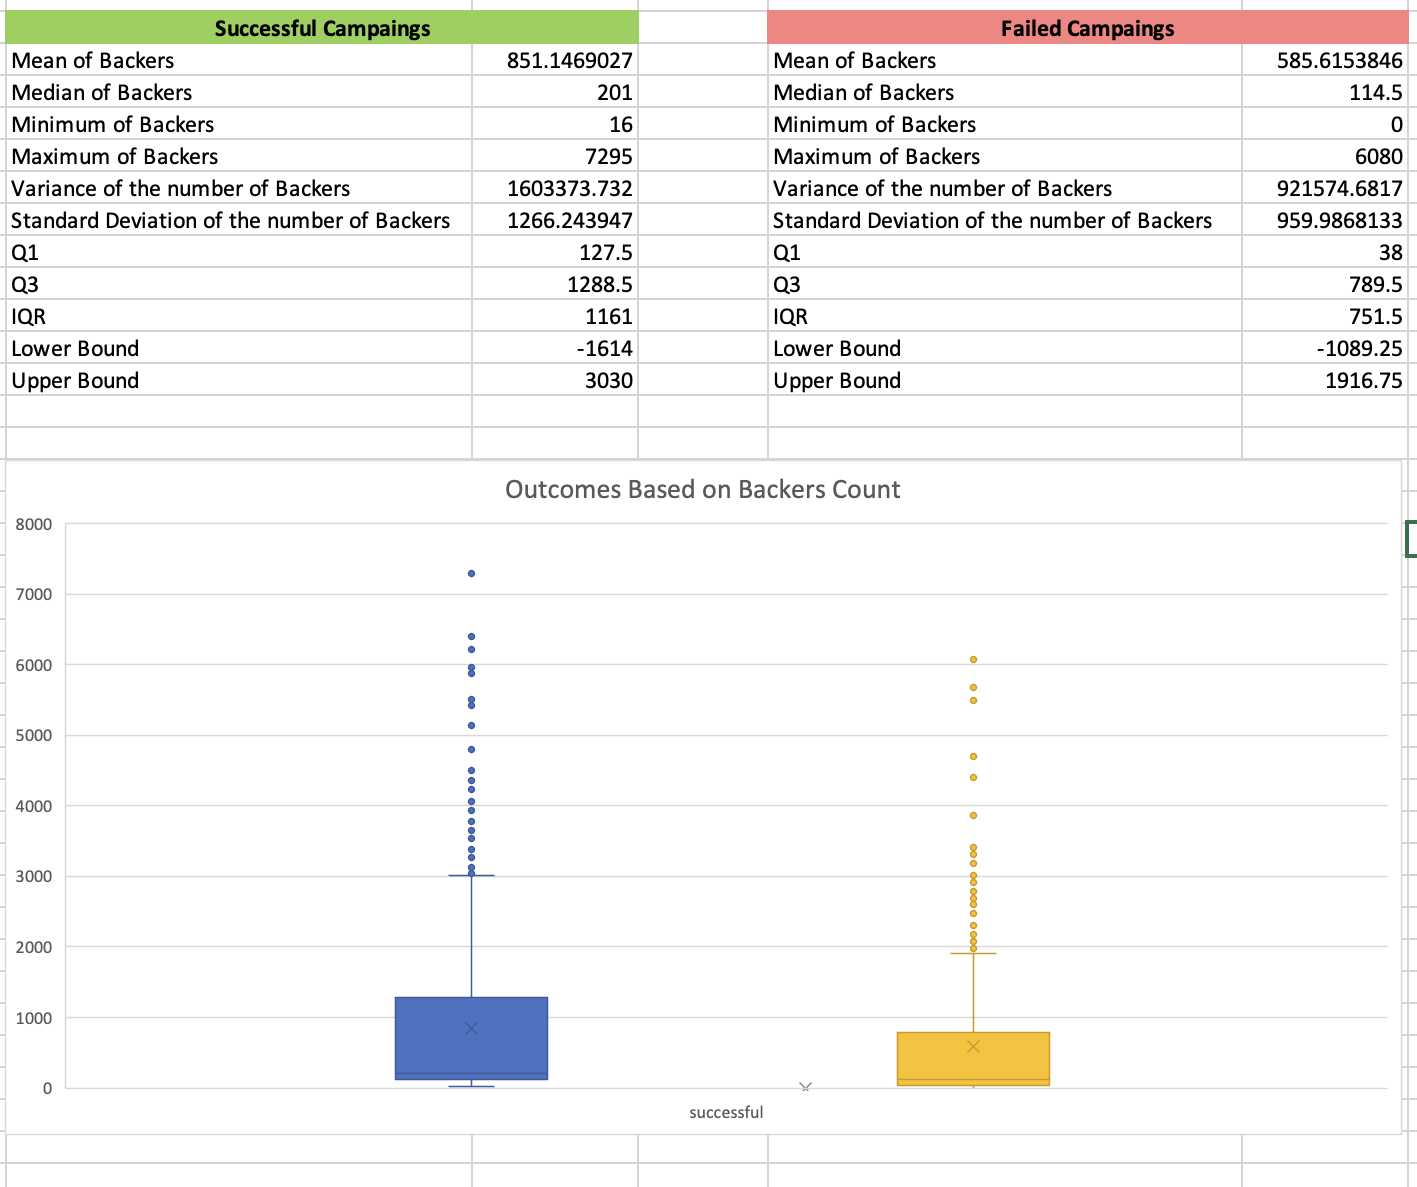 Successful Campaings
Mean of Backers 851.1469027
Median of Backers 201
Minimum of Backers 16
Maximum of Backers 7295
Variance of the number of Backers 1603373.732
Standard Deviation of the number of Backers 1266.243947
Q1 127.5
Q3 1288.5
IQR 1161
Lower Bound -1614
Upper Bound 3030
Failed Campaings
Mean of Backers 585.6153846
Median of Backers 114.5
Minimum of Backers 0
Maximum of Backers 6080
Variance of the number of Backers 921574.6817
Standard Deviation of the number of Backers 959.9868133
Q1 38
Q3 789.5
IQR 751.5
Lower Bound -1089.25
Upper Bound 1916.75
Outcomes Based on Backers Count
8000
7000
6000
5000
4000
3000
2000
1000
0
successful